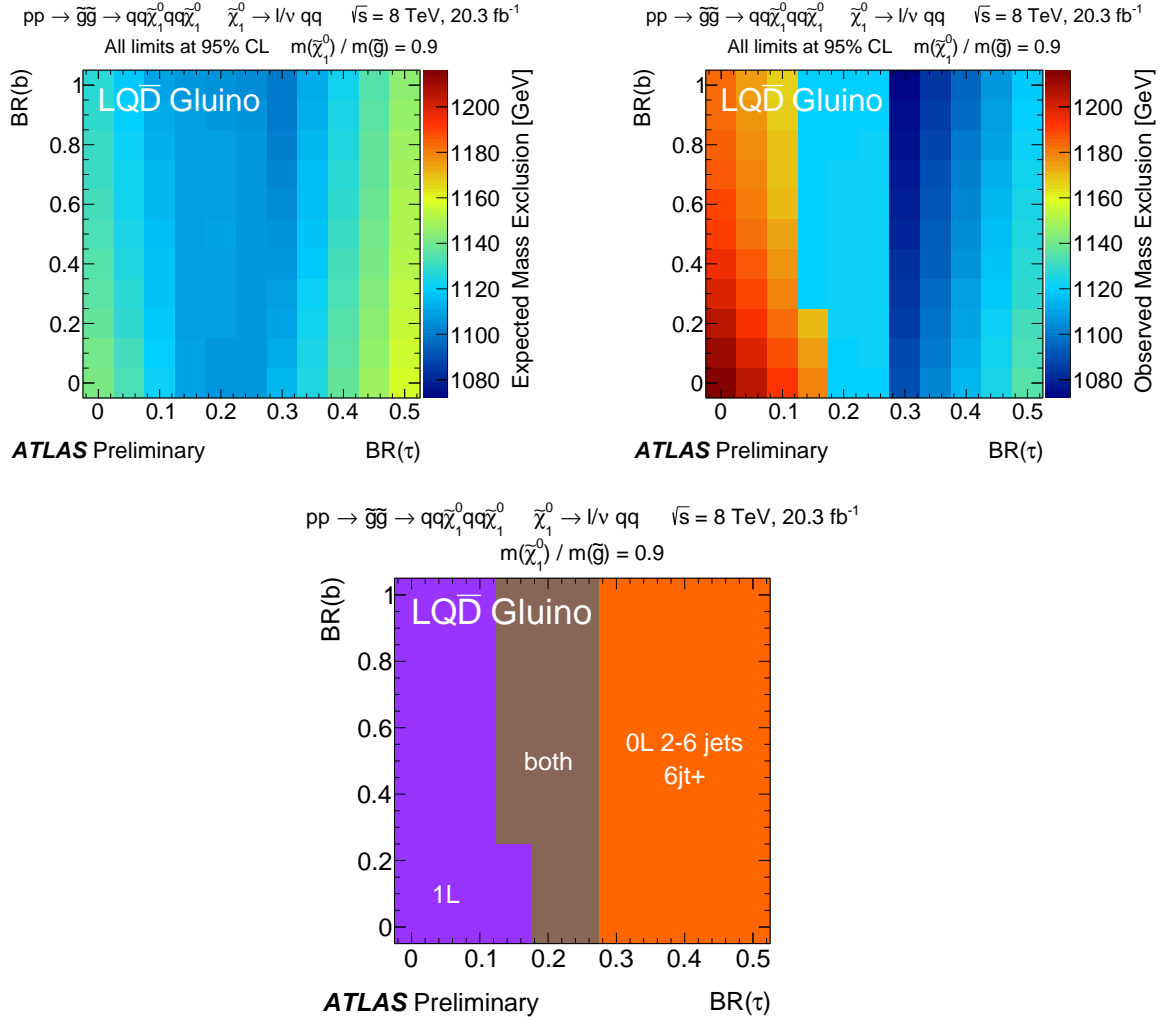 pp → g̃g̃ → qqχ̃₁⁰qqχ̃₁⁰ χ̃₁⁰ → l/ν qq √s = 8 TeV, 20.3 fb⁻¹
All limits at 95% CL m(χ̃₁⁰) / m(g̃) = 0.9
LQD̅ Gluino
BR(b)
1
0.8
0.6
0.4
0.2
0
0 0.1 0.2 0.3 0.4 0.5
BR(τ)
1200
1180
1160
1140
1120
1100
1080
Expected Mass Exclusion [GeV]
ATLAS Preliminary
pp → g̃g̃ → qqχ̃₁⁰qqχ̃₁⁰ χ̃₁⁰ → l/ν qq √s = 8 TeV, 20.3 fb⁻¹
All limits at 95% CL m(χ̃₁⁰) / m(g̃) = 0.9
LQD̅ Gluino
BR(b)
1
0.8
0.6
0.4
0.2
0
0 0.1 0.2 0.3 0.4 0.5
BR(τ)
1200
1180
1160
1140
1120
1100
1080
Observed Mass Exclusion [GeV]
ATLAS Preliminary
pp → g̃g̃ → qqχ̃₁⁰qqχ̃₁⁰ χ̃₁⁰ → l/ν qq √s = 8 TeV, 20.3 fb⁻¹
m(χ̃₁⁰) / m(g̃) = 0.9
LQD̅ Gluino
BR(b)
1
0.8
0.6
0.4
0.2
0
both
0L 2-6 jets
6jt+
1L
0 0.1 0.2 0.3 0.4 0.5
ATLAS Preliminary
BR(τ)